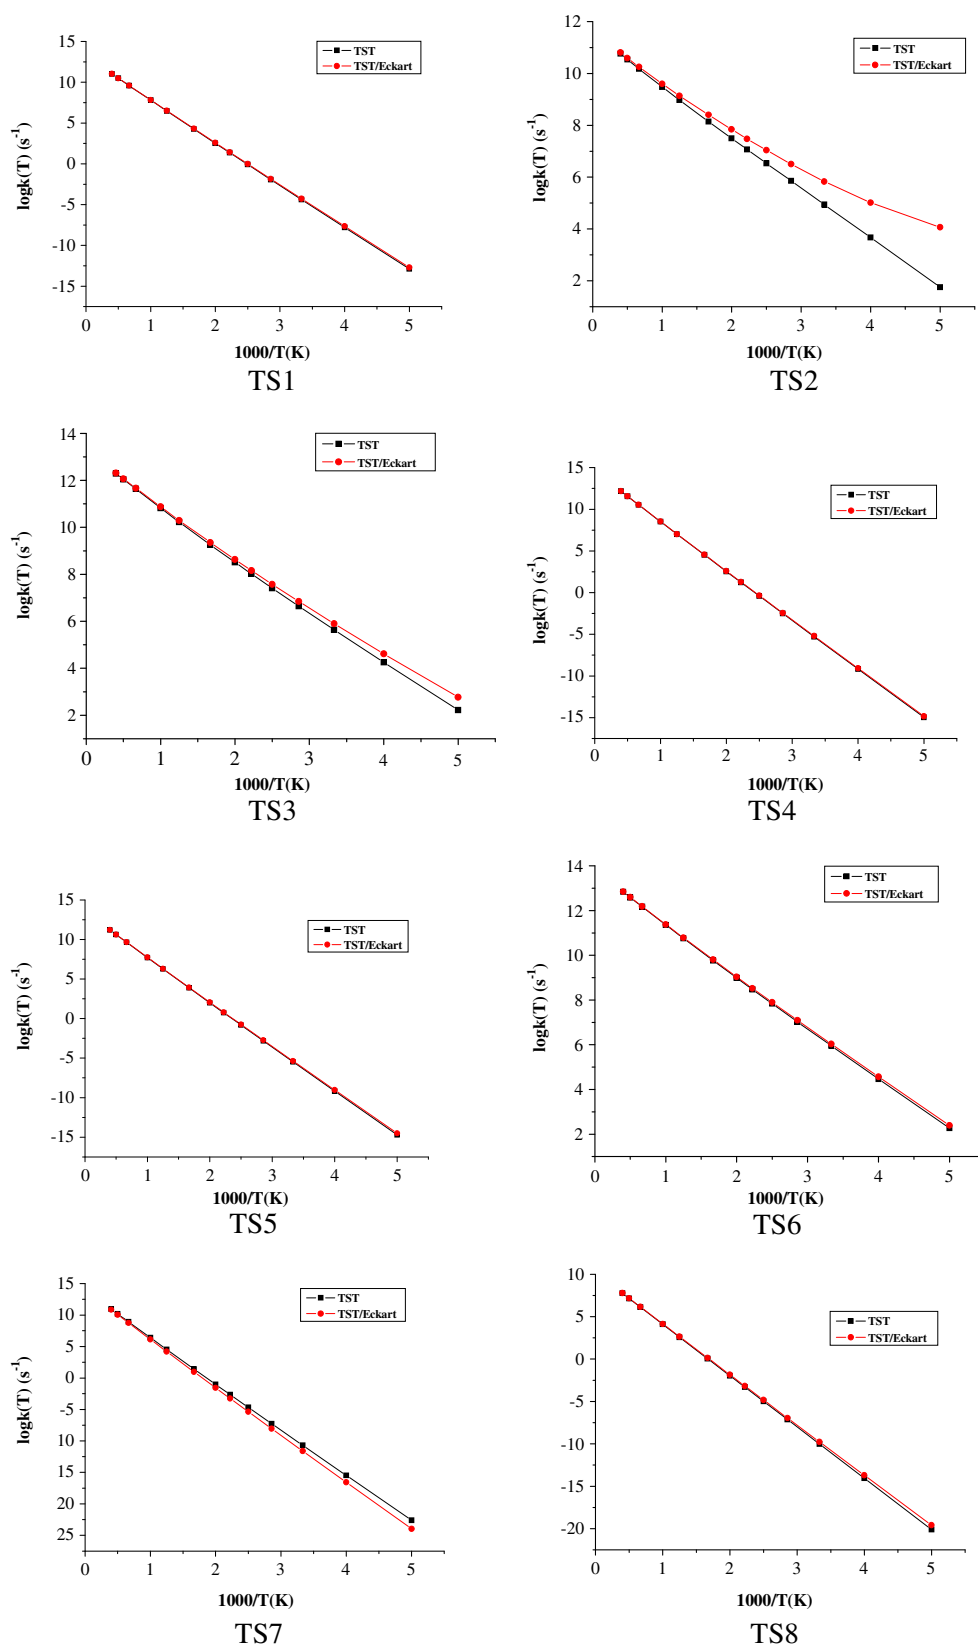 15
10
5
0
-5
-10
-15
logk(T) (s⁻¹)
TST
TST/Eckart
0 1 2 3 4 5
1000/T(K)
TS1
12
10
8
6
4
2
logk(T) (s⁻¹)
TST
TST/Eckart
0 1 2 3 4 5
1000/T(K)
TS2
14
12
10
8
6
4
2
logk(T) (s⁻¹)
TST
TST/Eckart
0 1 2 3 4 5
1000/T(K)
TS3
15
10
5
0
-5
-10
-15
logk(T) (s⁻¹)
TST
TST/Eckart
0 1 2 3 4 5
1000/T(K)
TS4
15
10
5
0
-5
-10
-15
logk(T) (s⁻¹)
TST
TST/Eckart
0 1 2 3 4 5
1000/T(K)
TS5
14
12
10
8
6
4
2
logk(T) (s⁻¹)
TST
TST/Eckart
0 1 2 3 4 5
1000/T(K)
TS6
15
10
5
0
5
10
15
20
25
logk(T) (s⁻¹)
TST
TST/Eckart
0 1 2 3 4 5
1000/T(K)
TS7
10
5
0
-5
-10
-15
-20
logk(T) (s⁻¹)
TST
TST/Eckart
0 1 2 3 4 5
1000/T(K)
TS8